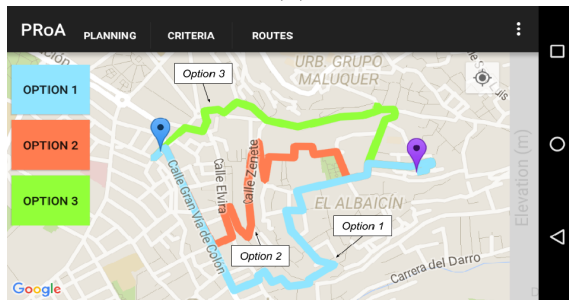 PRoA PLANNING CRITERIA ROUTES
OPTION 1
OPTION 2
OPTION 3
Option 3
URB. GRUPO
MALUQUER
Calle Gran Vía de Colón
Calle Elvira
Calle Zenete
EL ALBAICÍN
Option 1
Option 2
Carrera del Darro
Elevation (m)
Google